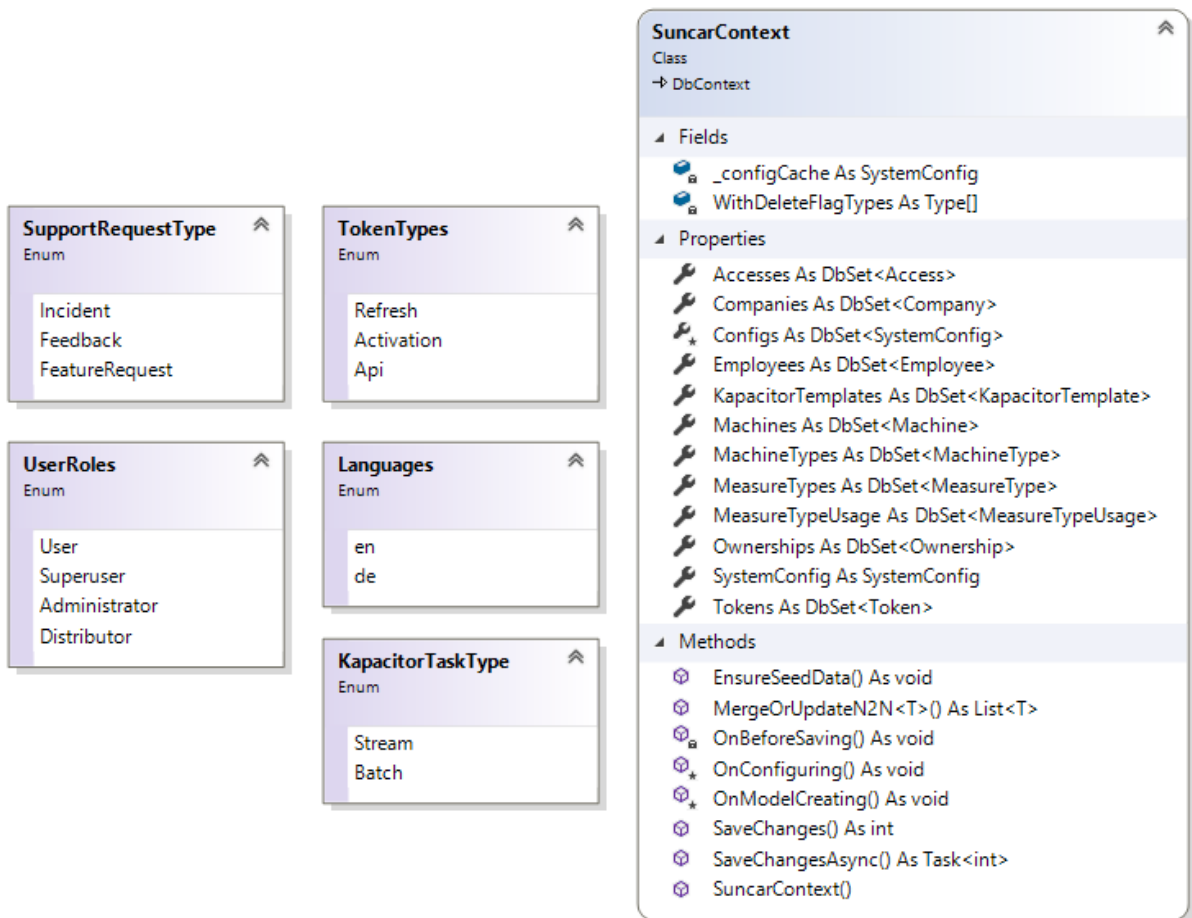 SupportRequestType
Enum
Incident
Feedback
FeatureRequest
TokenTypes
Enum
Refresh
Activation
Api
UserRoles
Enum
User
Superuser
Administrator
Distributor
Languages
Enum
en
de
KapacitorTaskType
Enum
Stream
Batch
SuncarContext
Class
DbContext
Fields
_configCache As SystemConfig
WithDeleteFlagTypes As Type[]
Properties
Accesses As DbSet<Access>
Companies As DbSet<Company>
Configs As DbSet<SystemConfig>
Employees As DbSet<Employee>
KapacitorTemplates As DbSet<KapacitorTemplate>
Machines As DbSet<Machine>
MachineTypes As DbSet<MachineType>
MeasureTypes As DbSet<MeasureType>
MeasureTypeUsage As DbSet<MeasureTypeUsage>
Ownerships As DbSet<Ownership>
SystemConfig As SystemConfig
Tokens As DbSet<Token>
Methods
EnsureSeedData() As void
MergeOrUpdateN2N<T>() As List<T>
OnBeforeSaving() As void
OnConfiguring() As void
OnModelCreating() As void
SaveChanges() As int
SaveChangesAsync() As Task<int>
SuncarContext()